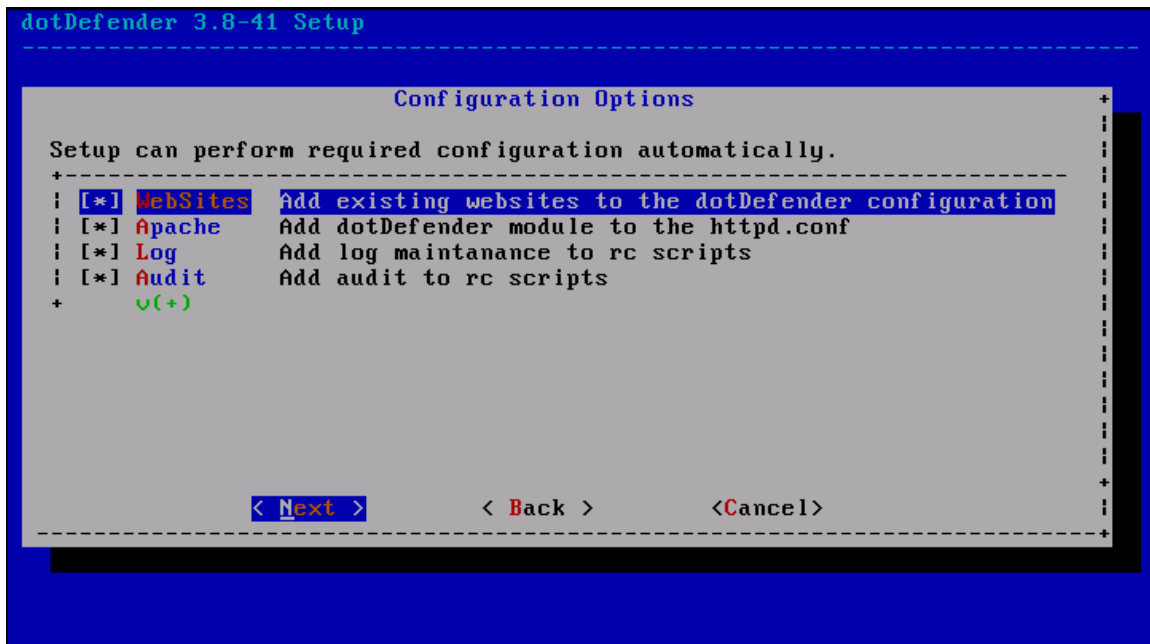 dotDefender 3.8-41 Setup
Configuration Options
Setup can perform required configuration automatically.
[*] WebSites Add existing websites to the dotDefender configuration
[*] Apache Add dotDefender module to the httpd.conf
[*] Log Add log maintanance to rc scripts
[*] Audit Add audit to rc scripts
v(+)
< Next > < Back > <Cancel>